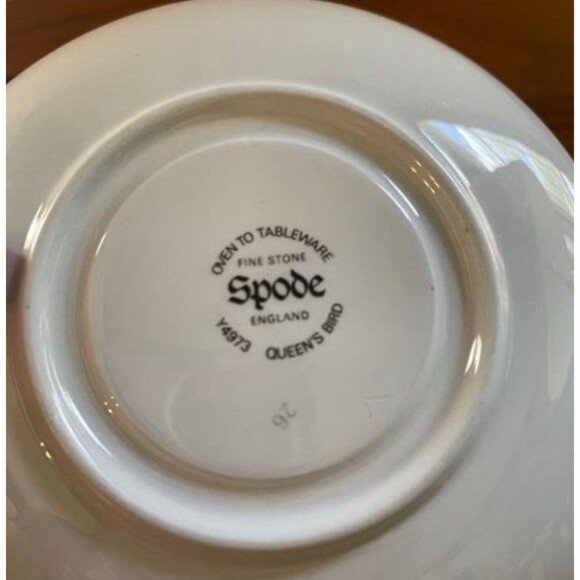 OVEN TO TABLEWARE
FINE STONE
Spode
ENGLAND
Y4973 QUEEN'S BIRD
26